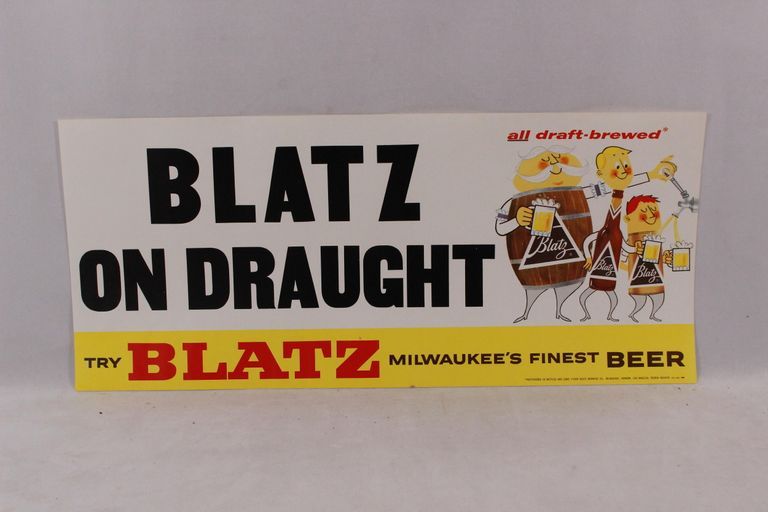 all draft-brewed*
BLATZ
ON DRAUGHT
Blatz
Blatz
Blatz
TRY BLATZ MILWAUKEE'S FINEST BEER